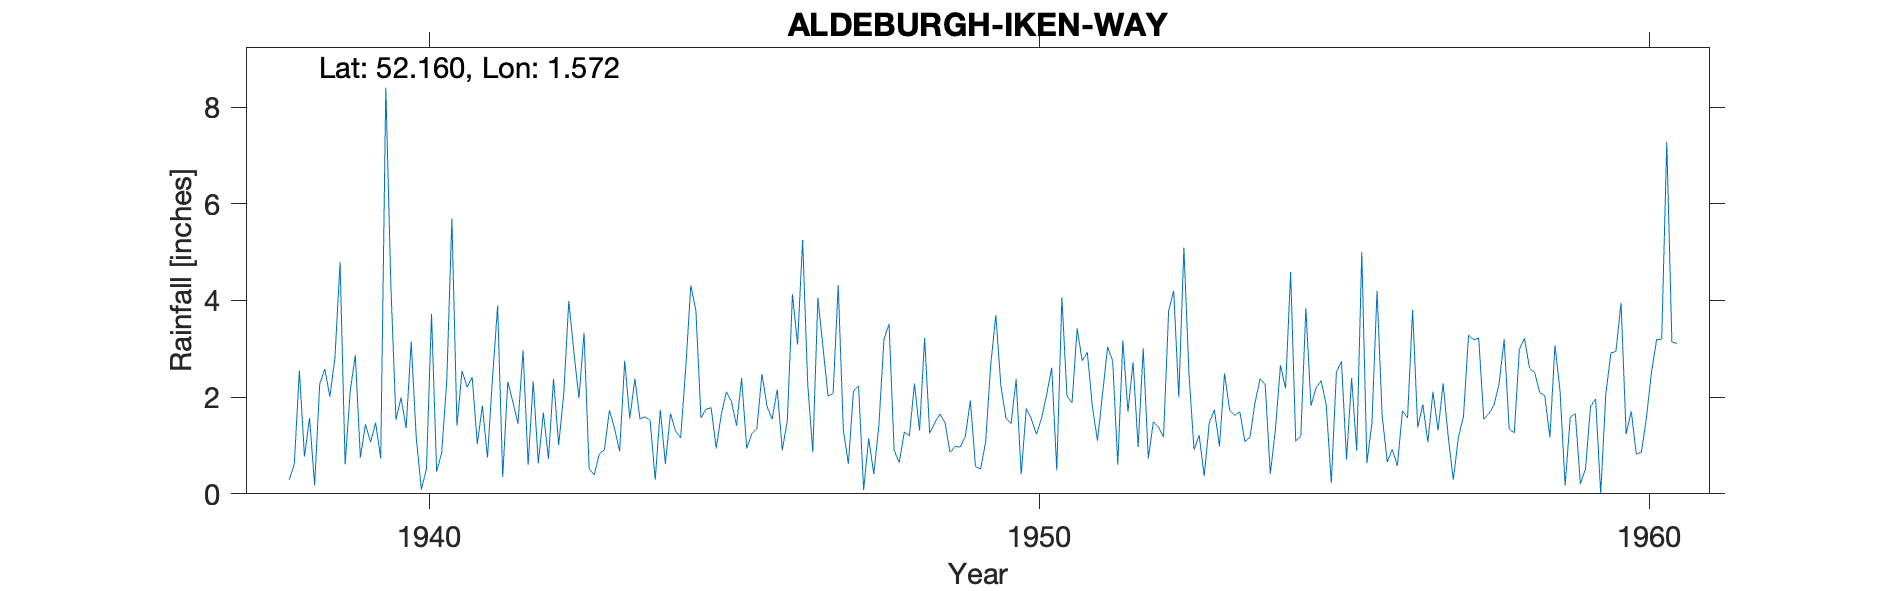 ALDEBURGH-IKEN-WAY
Lat: 52.160, Lon: 1.572
8
6
4
2
0
Rainfall [inches]
1940 1950 1960
Year